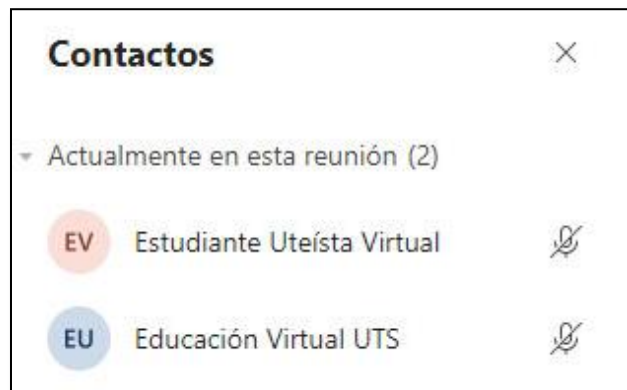 Contactos
Actualmente en esta reunión (2)
EV Estudiante Uteísta Virtual
EU Educación Virtual UTS